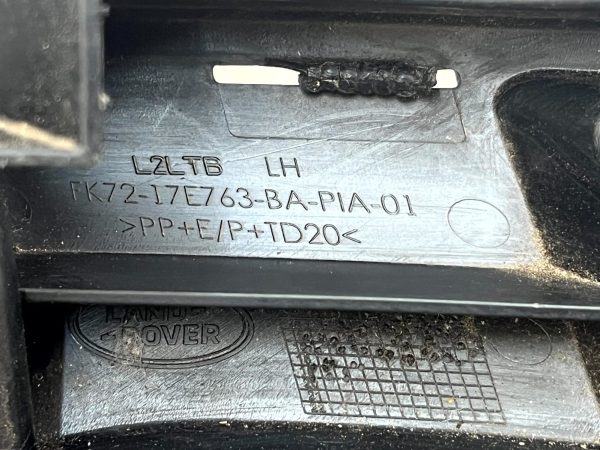 L2LTB LH
FK72-17E763-BA-PIA-01
>PP+E/P+TD20<
LAND-
-ROVER